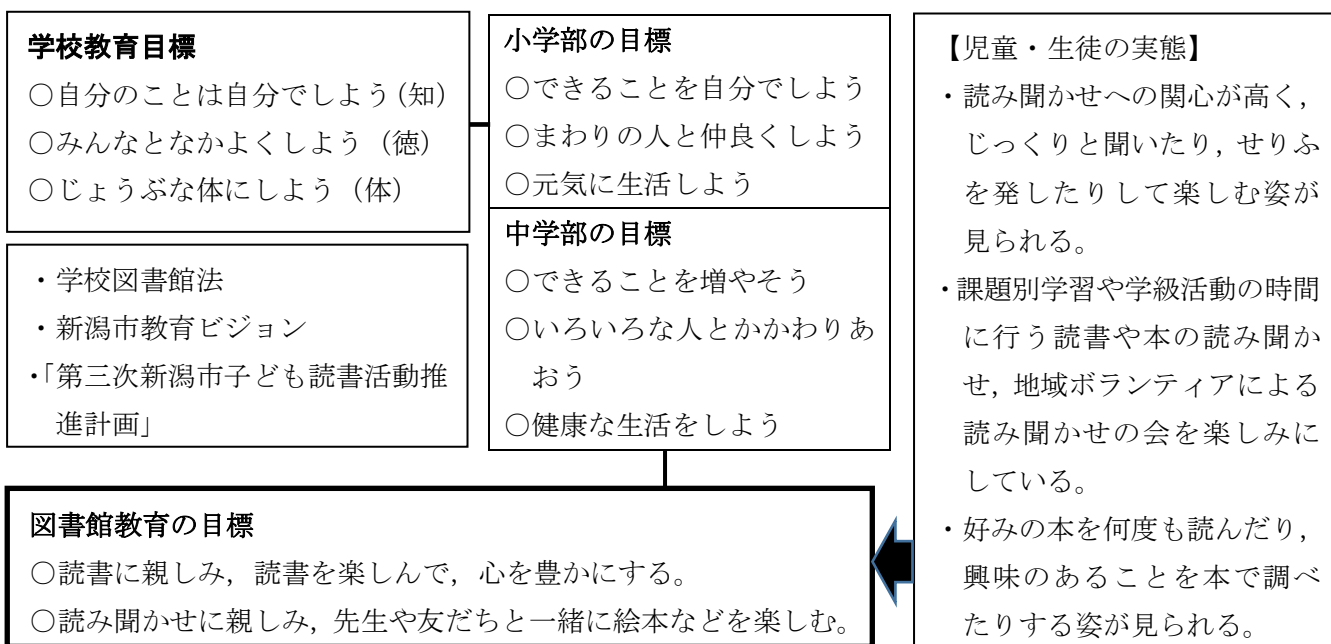 学校教育目標
○自分のことは自分でしよう(知)
○みんなとなかよくしよう（徳）
○じょうぶな体にしよう（体）
・学校図書館法
・新潟市教育ビジョン
・「第三次新潟市子ども読書活動推
進計画」
小学部の目標
○できることを自分でしよう
○まわりの人と仲良くしよう
○元気に生活しよう
中学部の目標
○できることを増やそう
○いろいろな人とかかわりあ
おう
○健康な生活をしよう
図書館教育の目標
○読書に親しみ，読書を楽しんで，心を豊かにする。
○読み聞かせに親しみ，先生や友だちと一緒に絵本などを楽しむ。
【児童・生徒の実態】
・読み聞かせへの関心が高く，
じっくりと聞いたり，せりふ
を発したりして楽しむ姿が
見られる。
・課題別学習や学級活動の時間
に行う読書や本の読み聞か
せ，地域ボランティアによる
読み聞かせの会を楽しみに
している。
・好みの本を何度も読んだり，
興味のあることを本で調べ
たりする姿が見られる。